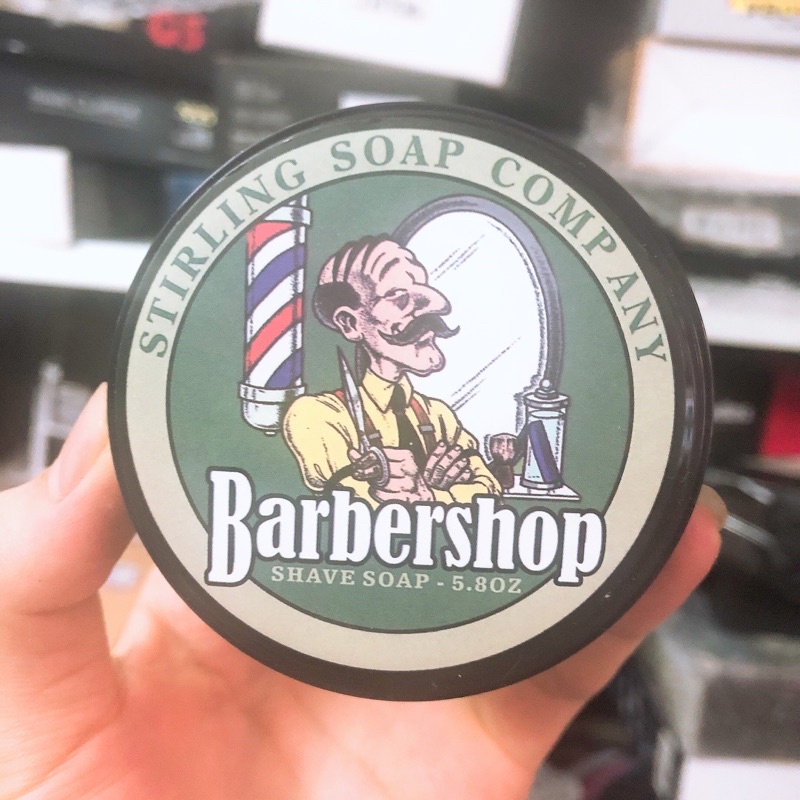 STIRLING SOAP COMPANY
Barbershop
SHAVE SOAP - 5.8OZ